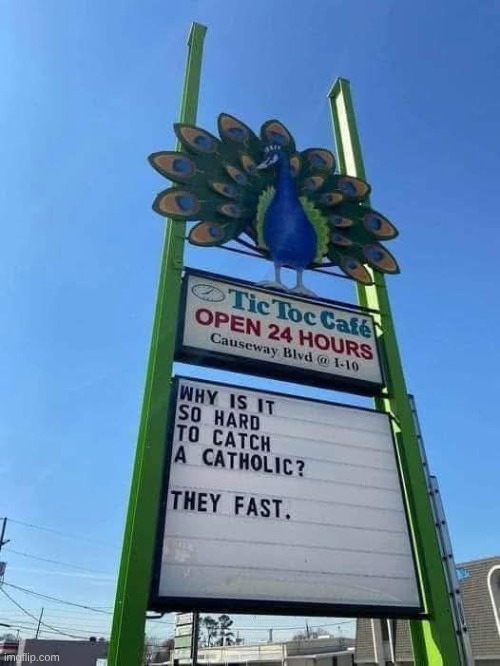 Tic Toc Café
OPEN 24 HOURS
Causeway Blvd @ I-10
WHY IS IT
SO HARD
TO CATCH
A CATHOLIC?
THEY FAST.
imgflip.com